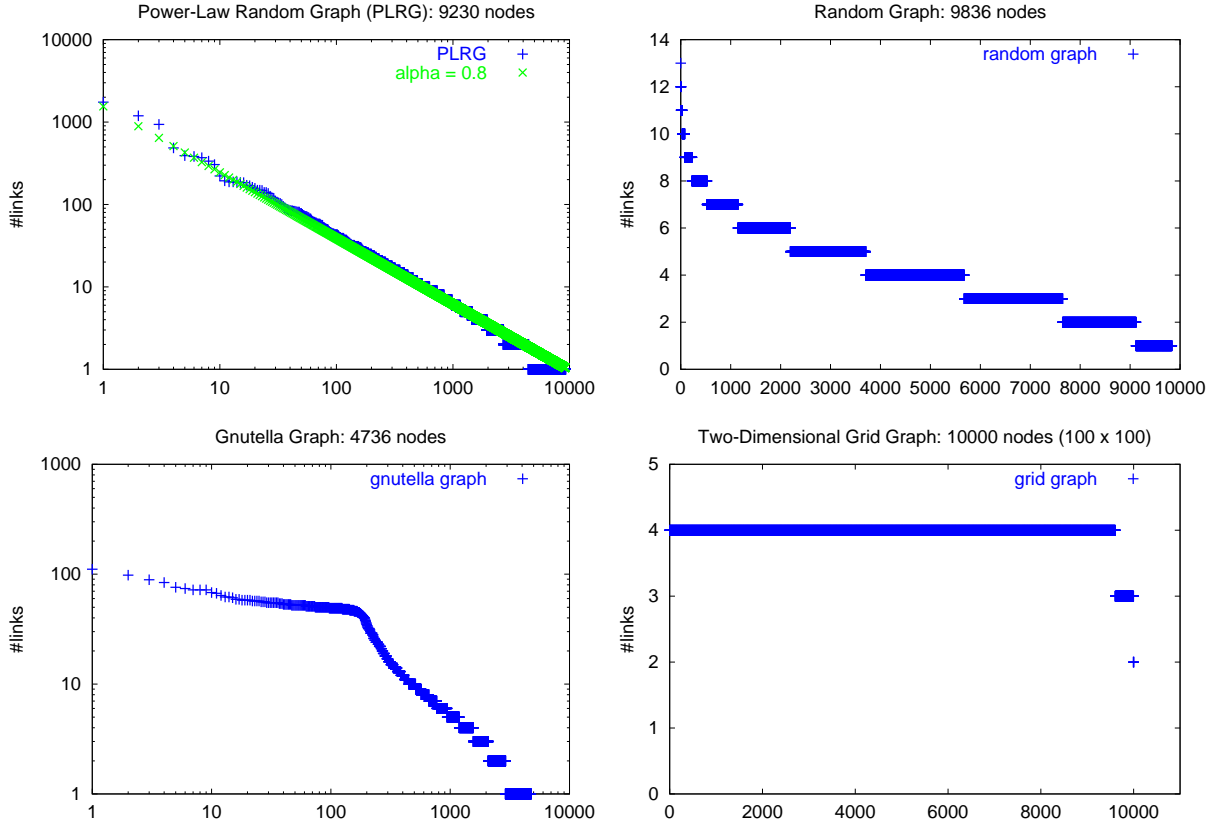 Power-Law Random Graph (PLRG): 9230 nodes
10000
1000
100
10
1
#links
PLRG
alpha = 0.8
1 10 100 1000 10000
Random Graph: 9836 nodes
14
12
10
8
6
4
2
0
#links
random graph
0 1000 2000 3000 4000 5000 6000 7000 8000 9000 10000
Gnutella Graph: 4736 nodes
1000
100
10
1
#links
gnutella graph
1 10 100 1000 10000
Two-Dimensional Grid Graph: 10000 nodes (100 x 100)
5
4
3
2
1
0
#links
grid graph
0 2000 4000 6000 8000 10000